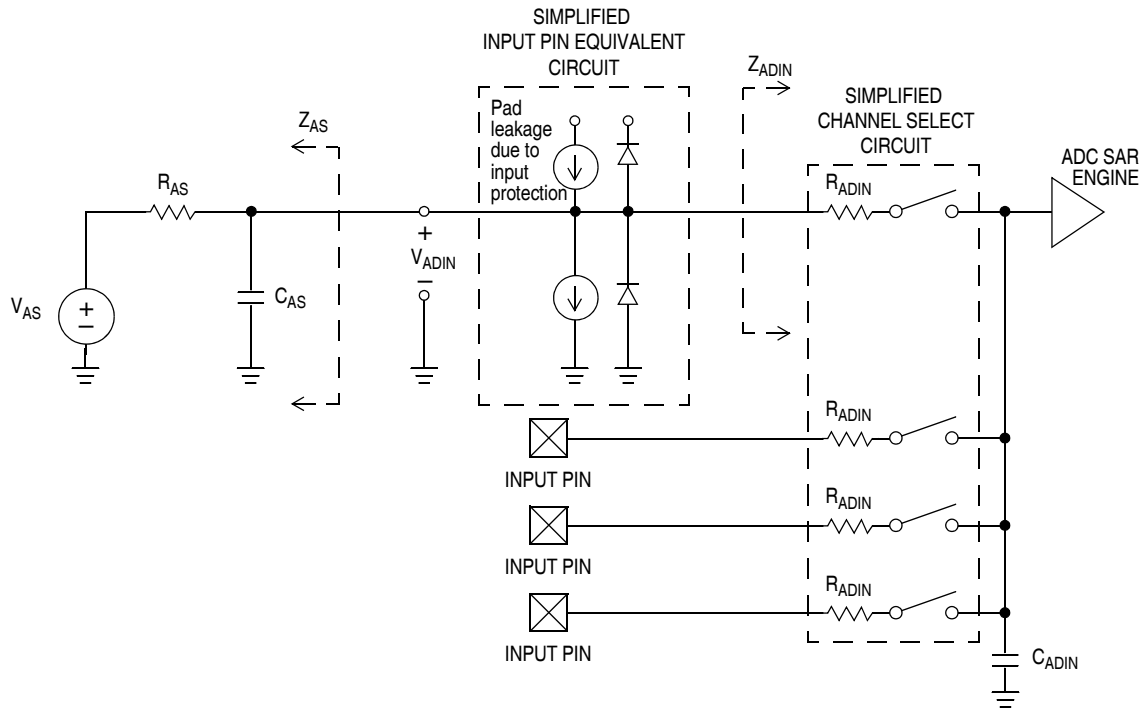 SIMPLIFIED
INPUT PIN EQUIVALENT
CIRCUIT
Pad
leakage
due to
input
protection
Z_ADIN
SIMPLIFIED
CHANNEL SELECT
CIRCUIT
ADC SAR
ENGINE
Z_AS
R_AS
R_ADIN
+
V_ADIN
−
V_AS
+
−
C_AS
R_ADIN
INPUT PIN
R_ADIN
INPUT PIN
R_ADIN
INPUT PIN
C_ADIN